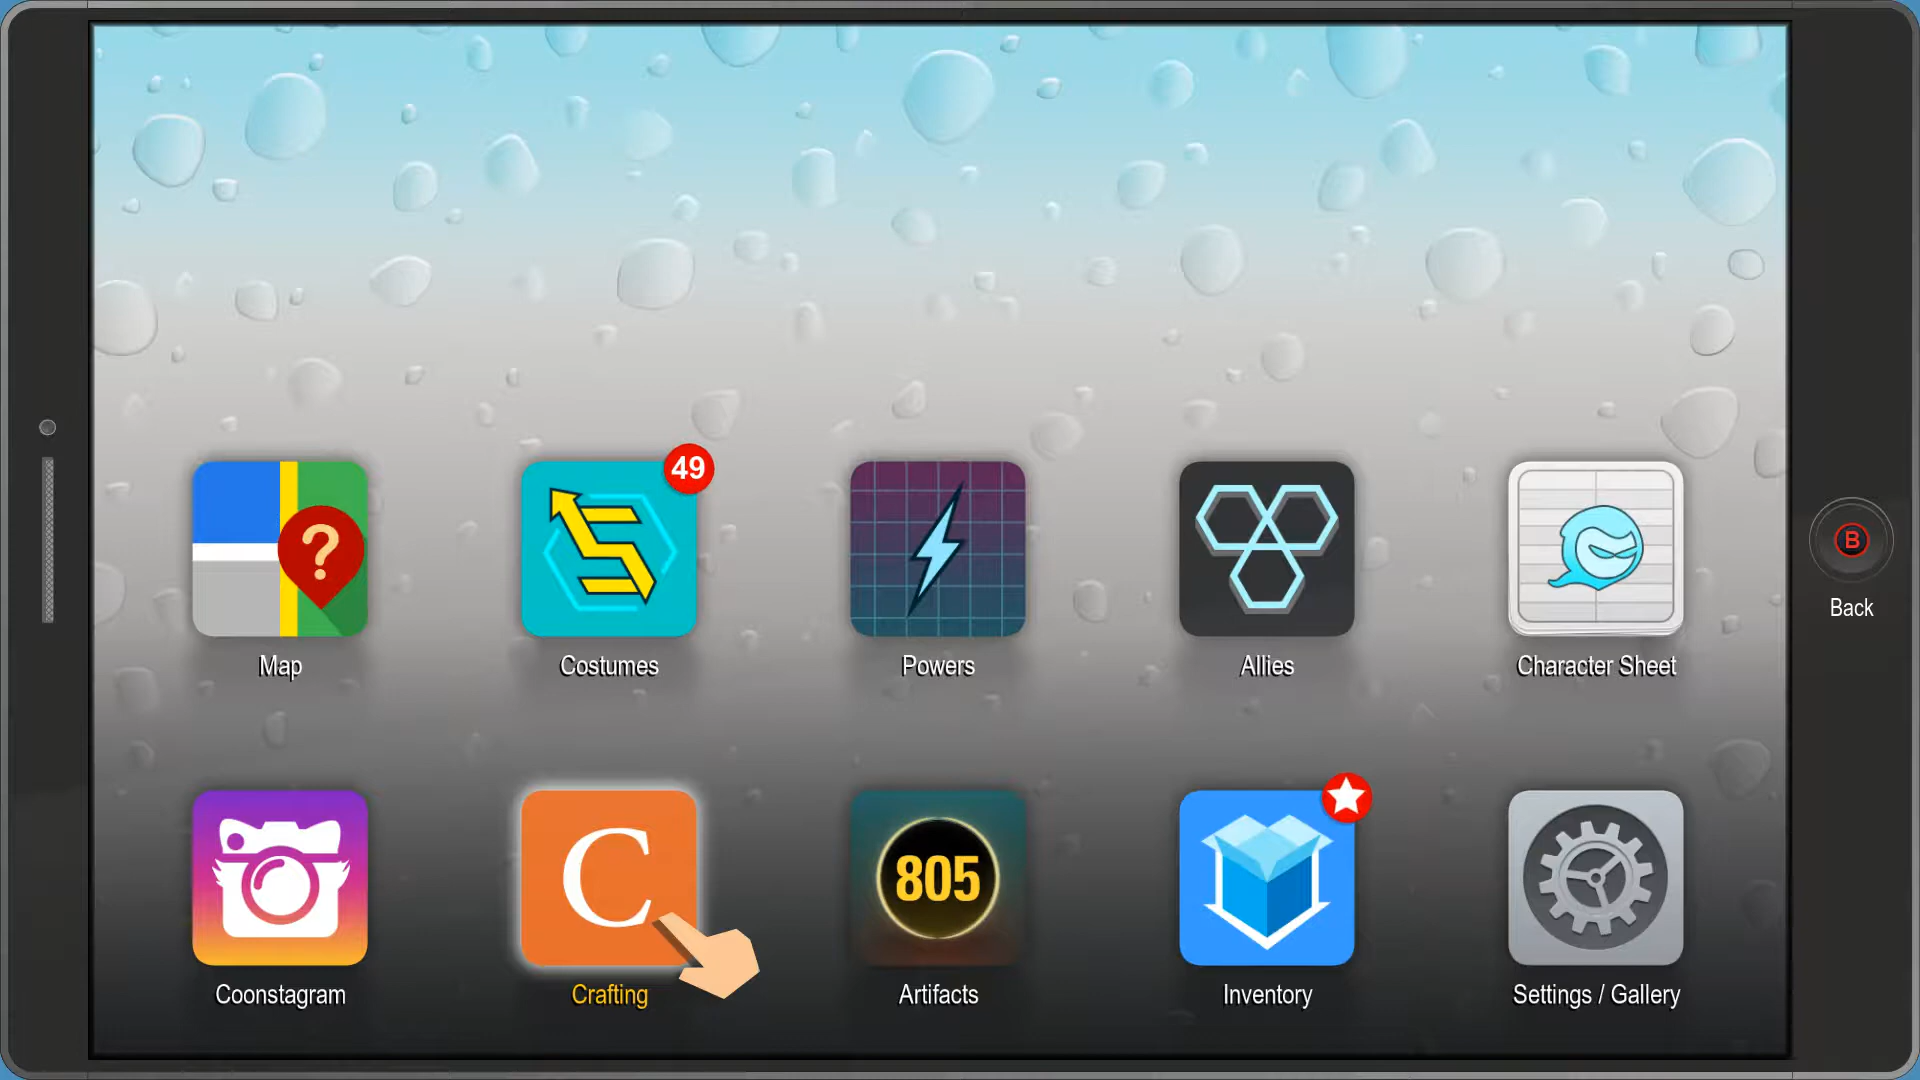 49
?
Map
Costumes
Powers
Allies
Character Sheet
B
Back
C
805
Coonstagram
Crafting
Artifacts
Inventory
Settings / Gallery